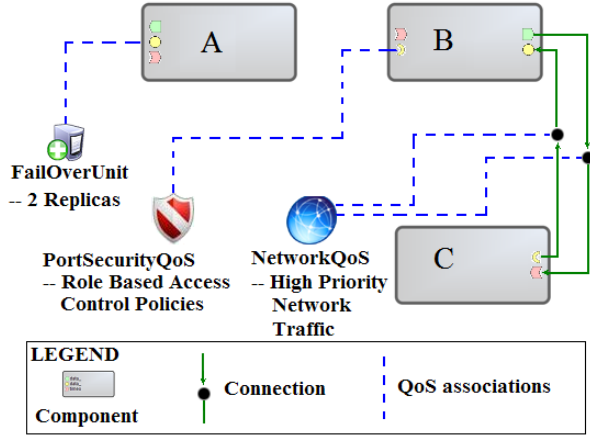 A
B
FailOverUnit
-- 2 Replicas
PortSecurityQoS
-- Role Based Access
Control Policies
NetworkQoS
-- High Priority
Network
Traffic
C
LEGEND
Component
Connection
QoS associations